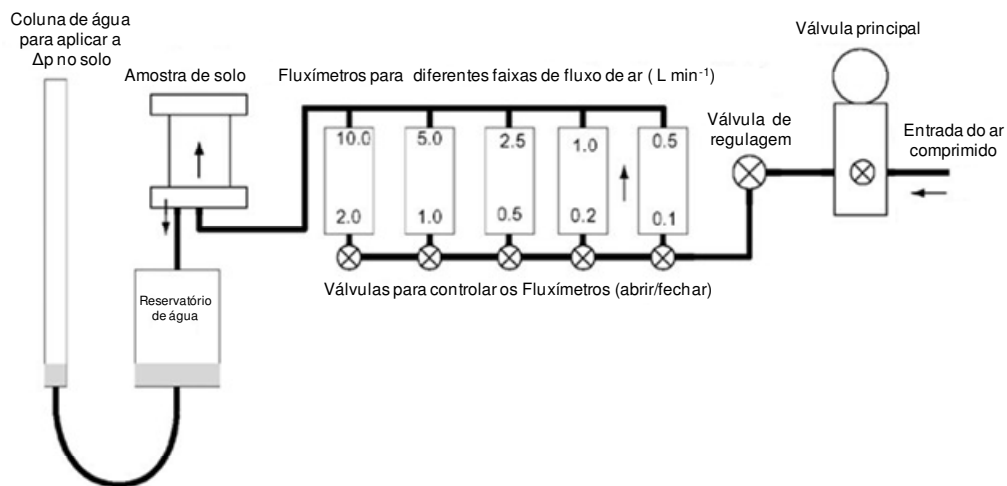 Coluna de água
para aplicar a
Δp no solo
Amostra de solo
Fluxímetros para diferentes faixas de fluxo de ar ( L min-1)
Válvula principal
Válvula de
regulagem
Entrada do ar
comprimido
10.0
5.0
2.5
1.0
0.5
2.0
1.0
0.5
0.2
0.1
Válvulas para controlar os Fluxímetros (abrir/fechar)
Reservatório
de água